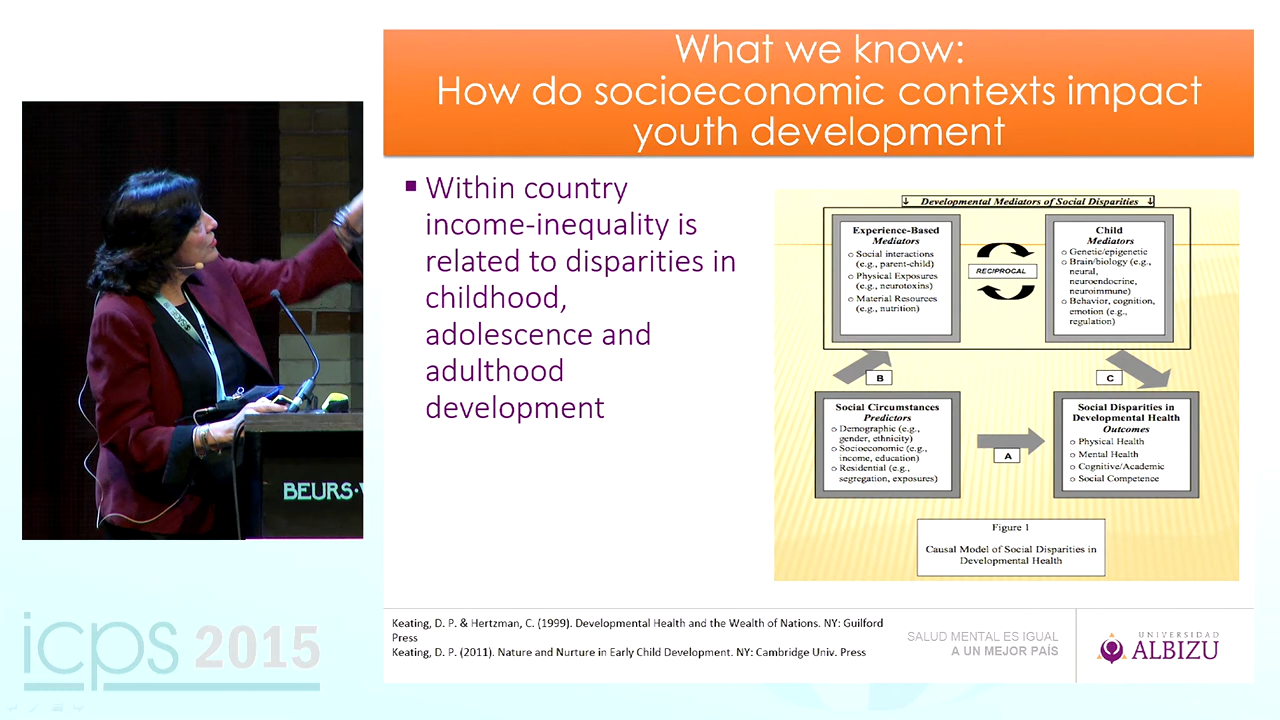 What we know:
How do socioeconomic contexts impact
youth development
▪ Within country
income-inequality is
related to disparities in
childhood,
adolescence and
adulthood
development
↓ Developmental Mediators of Social Disparities ↓
Experience-Based
Mediators
o Social interactions
(e.g., parent-child)
o Physical Exposures
(e.g., neurotoxins)
o Material Resources
(e.g., nutrition)
RECIPROCAL
Child
Mediators
o Genetic/epigenetic
o Brain/biology (e.g.,
neural,
neuroendocrine,
neuroimmune)
o Behavior, cognition,
emotion (e.g.,
regulation)
B
C
Social Circumstances
Predictors
o Demographic (e.g.,
gender, ethnicity)
o Socioeconomic (e.g.,
income, education)
o Residential (e.g.,
segregation, exposures)
A
Social Disparities in
Developmental Health
Outcomes
o Physical Health
o Mental Health
o Cognitive/Academic
o Social Competence
Figure 1
Causal Model of Social Disparities in
Developmental Health
BEURS
Keating, D. P. & Hertzman, C. (1999). Developmental Health and the Wealth of Nations. NY: Guilford
Press
Keating, D. P. (2011). Nature and Nurture in Early Child Development. NY: Cambridge Univ. Press
SALUD MENTAL ES IGUAL
A UN MEJOR PAÍS
UNIVERSIDAD
ALBIZU
icps 2015